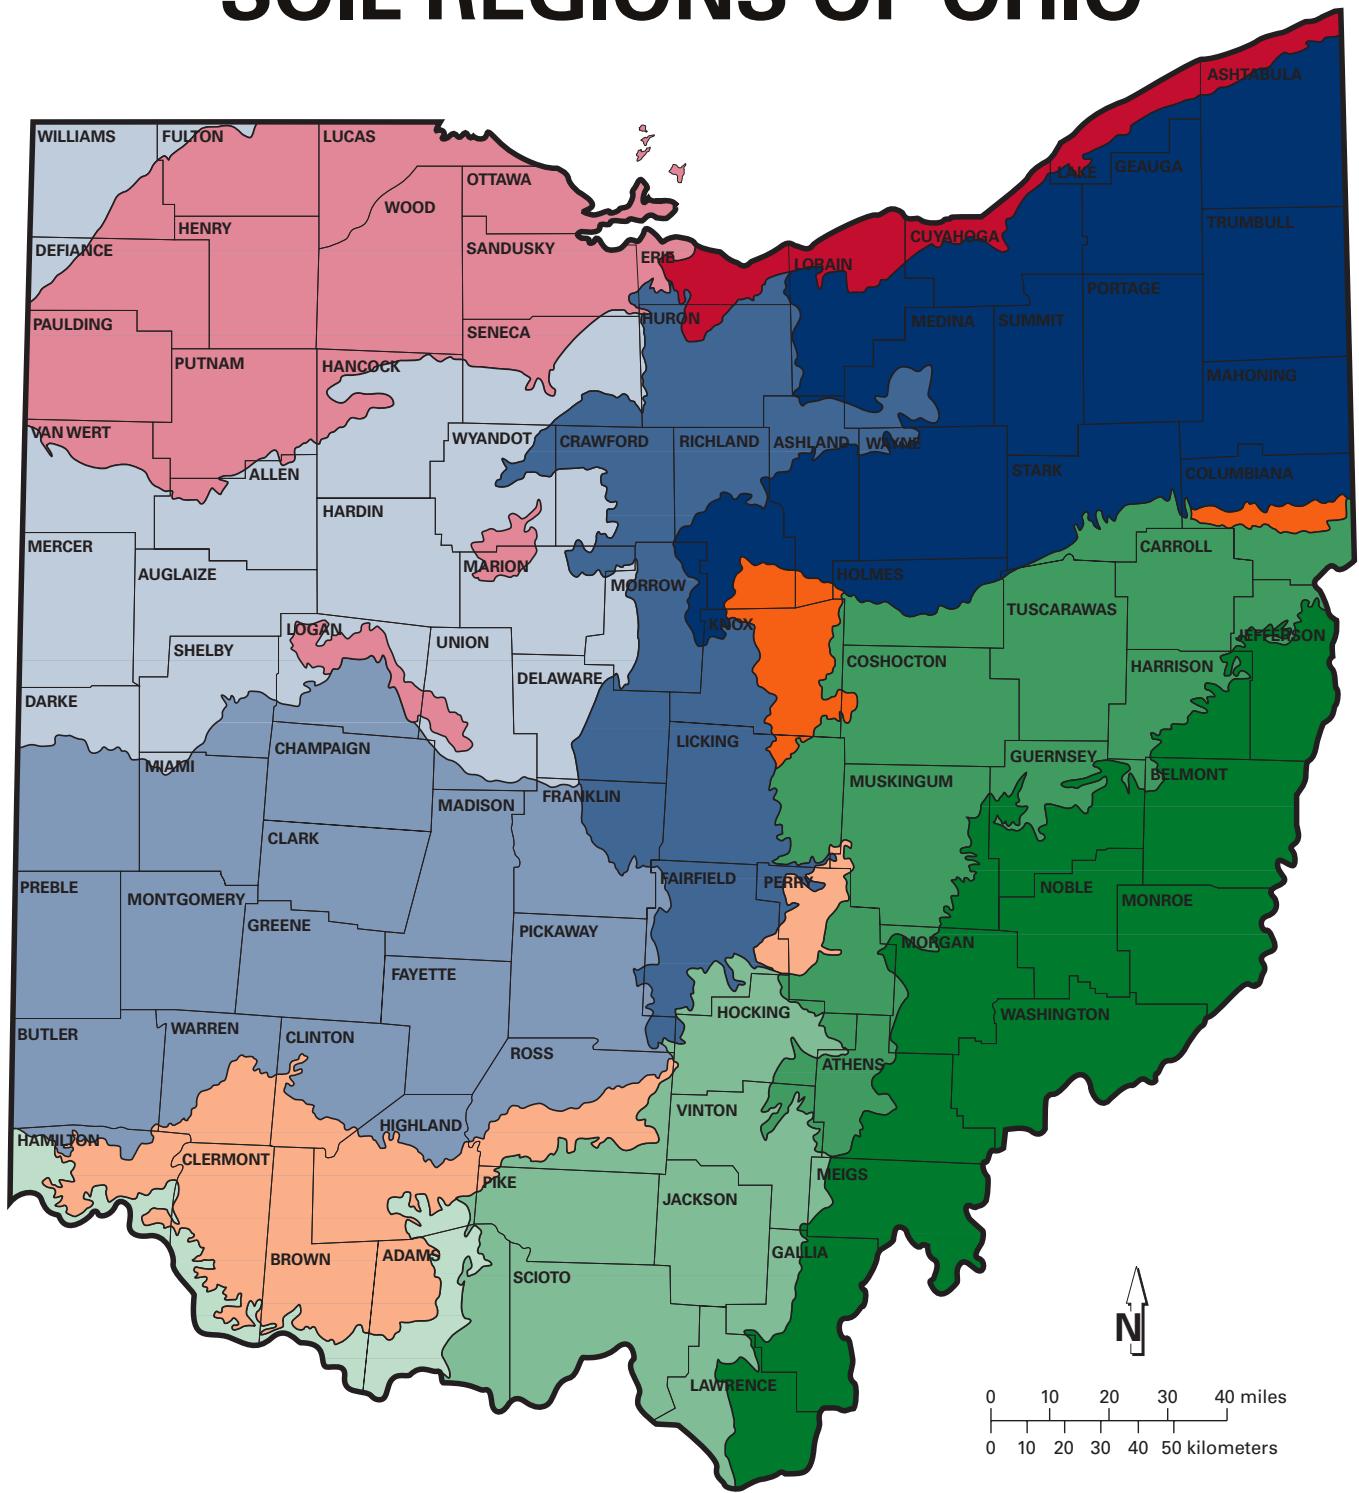 SOIL REGIONS OF OHIO
ASHTABULA
WILLIAMS
FULTON
LUCAS
LAKE
GEAUGA
OTTAWA
WOOD
TRUMBULL
HENRY
CUYAHOGA
DEFIANCE
SANDUSKY
ERIE
LORAIN
PORTAGE
PAULDING
HURON
MEDINA
SUMMIT
SENECA
PUTNAM
HANCOCK
MAHONING
VAN WERT
WYANDOT
CRAWFORD
RICHLAND
ASHLAND
WAYNE
ALLEN
STARK
COLUMBIANA
HARDIN
MERCER
CARROLL
AUGLAIZE
MARION
HOLMES
MORROW
TUSCARAWAS
KNOX
LOGAN
JEFFERSON
UNION
SHELBY
COSHOCTON
HARRISON
DELAWARE
DARKE
LICKING
CHAMPAIGN
GUERNSEY
MIAMI
BELMONT
MUSKINGUM
FRANKLIN
MADISON
CLARK
FAIRFIELD
PERRY
PREBLE
NOBLE
MONTGOMERY
MONROE
GREENE
PICKAWAY
MORGAN
FAYETTE
HOCKING
WASHINGTON
WARREN
BUTLER
CLINTON
ROSS
ATHENS
VINTON
HIGHLAND
HAMILTON
CLERMONT
MEIGS
PIKE
JACKSON
GALLIA
ADAMS
BROWN
SCIOTO
N
LAWRENCE
0 10 20 30 40 miles
0 10 20 30 40 50 kilometers